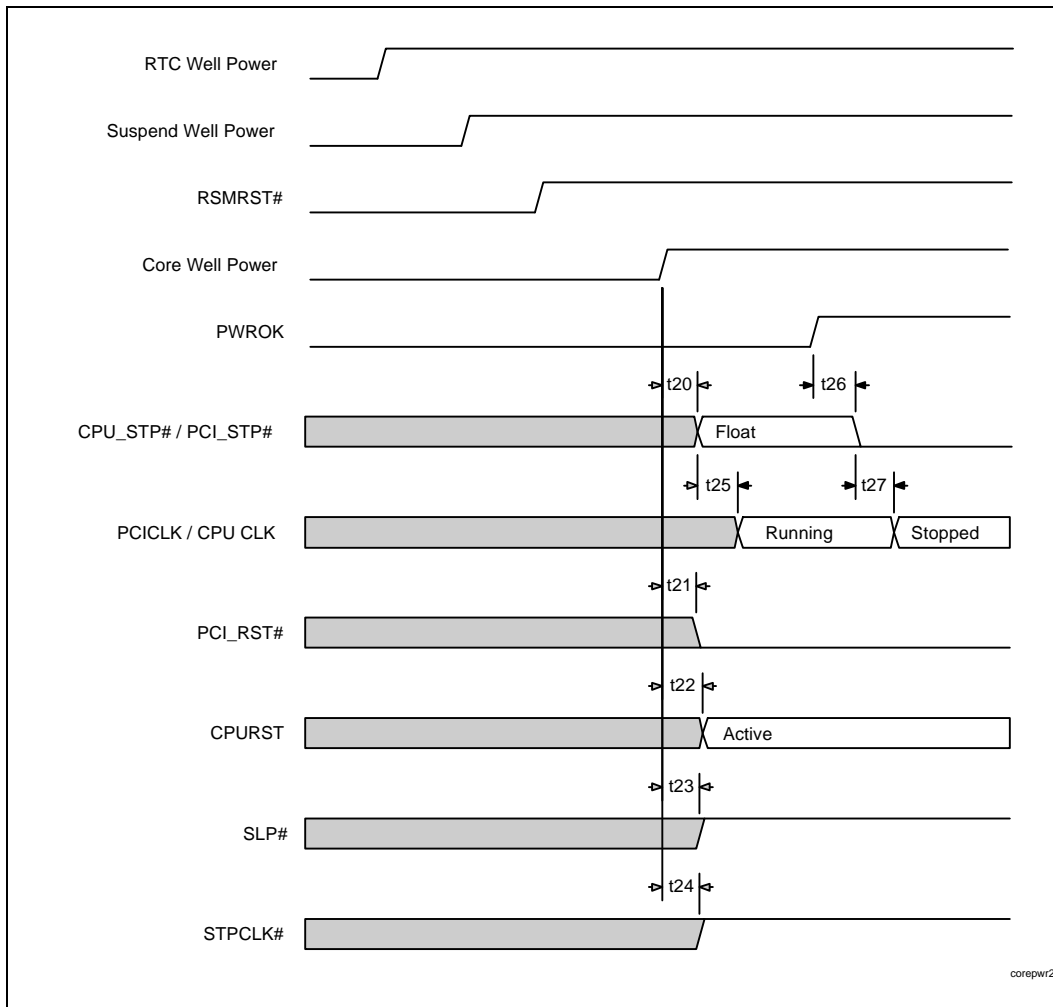 RTC Well Power
Suspend Well Power
RSMRST#
Core Well Power
PWROK
t20
t26
CPU_STP# / PCI_STP#
Float
t25
t27
PCICLK / CPU CLK
Running
Stopped
t21
PCI_RST#
t22
CPURST
Active
t23
SLP#
t24
STPCLK#
corepwr2